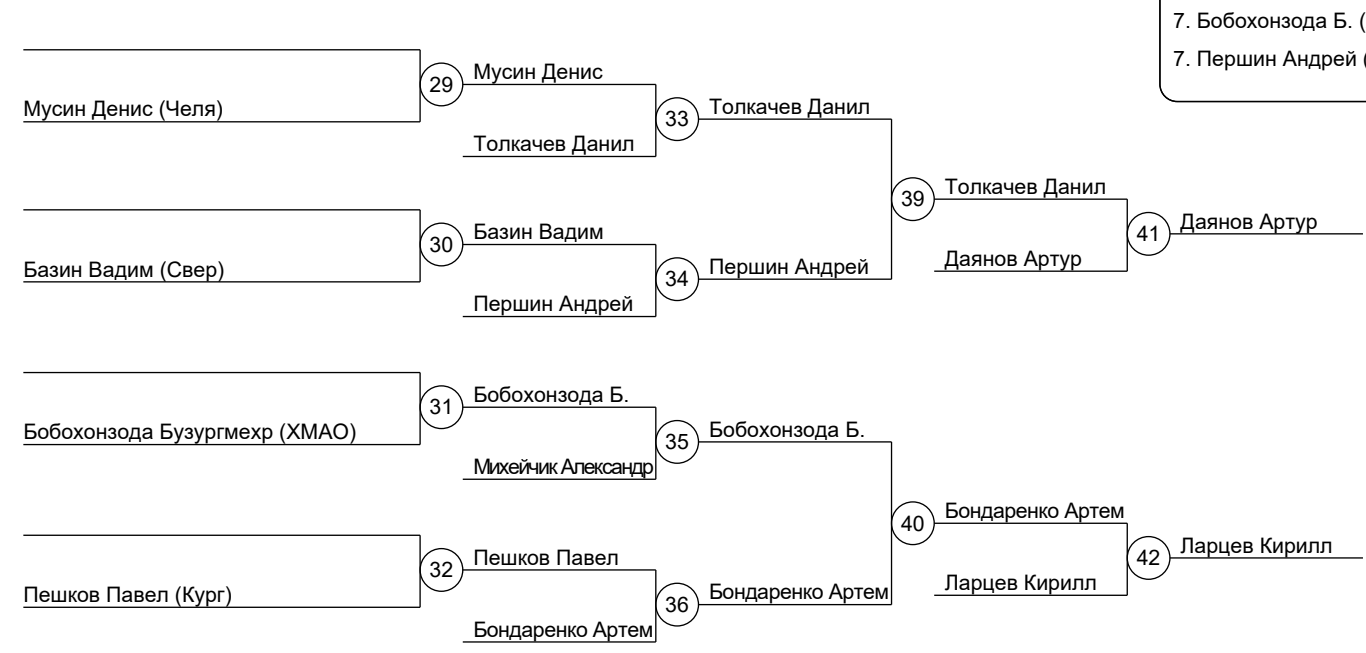 7. Бобохонзода Б. (
7. Першин Андрей (
Мусин Денис (Челя)
29
Мусин Денис
Толкачев Данил
33
Толкачев Данил
Базин Вадим (Свер)
30
Базин Вадим
Першин Андрей
34
Першин Андрей
39
Толкачев Данил
Даянов Артур
41
Даянов Артур
Бобохонзода Бузургмехр (ХМАО)
31
Бобохонзода Б.
Михейчик Александр
35
Бобохонзода Б.
Пешков Павел (Кург)
32
Пешков Павел
Бондаренко Артем
36
Бондаренко Артем
40
Бондаренко Артем
Ларцев Кирилл
42
Ларцев Кирилл